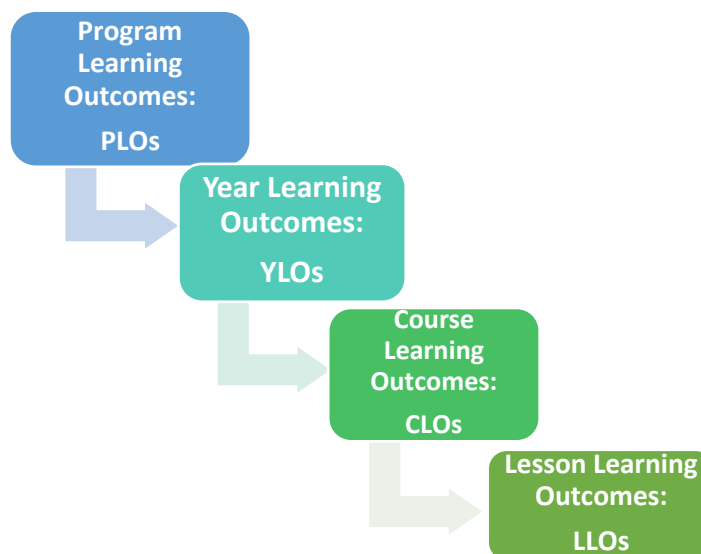 Program
Learning
Outcomes:
PLOs
Year Learning
Outcomes:
YLOs
Course
Learning
Outcomes:
CLOs
Lesson Learning
Outcomes:
LLOs